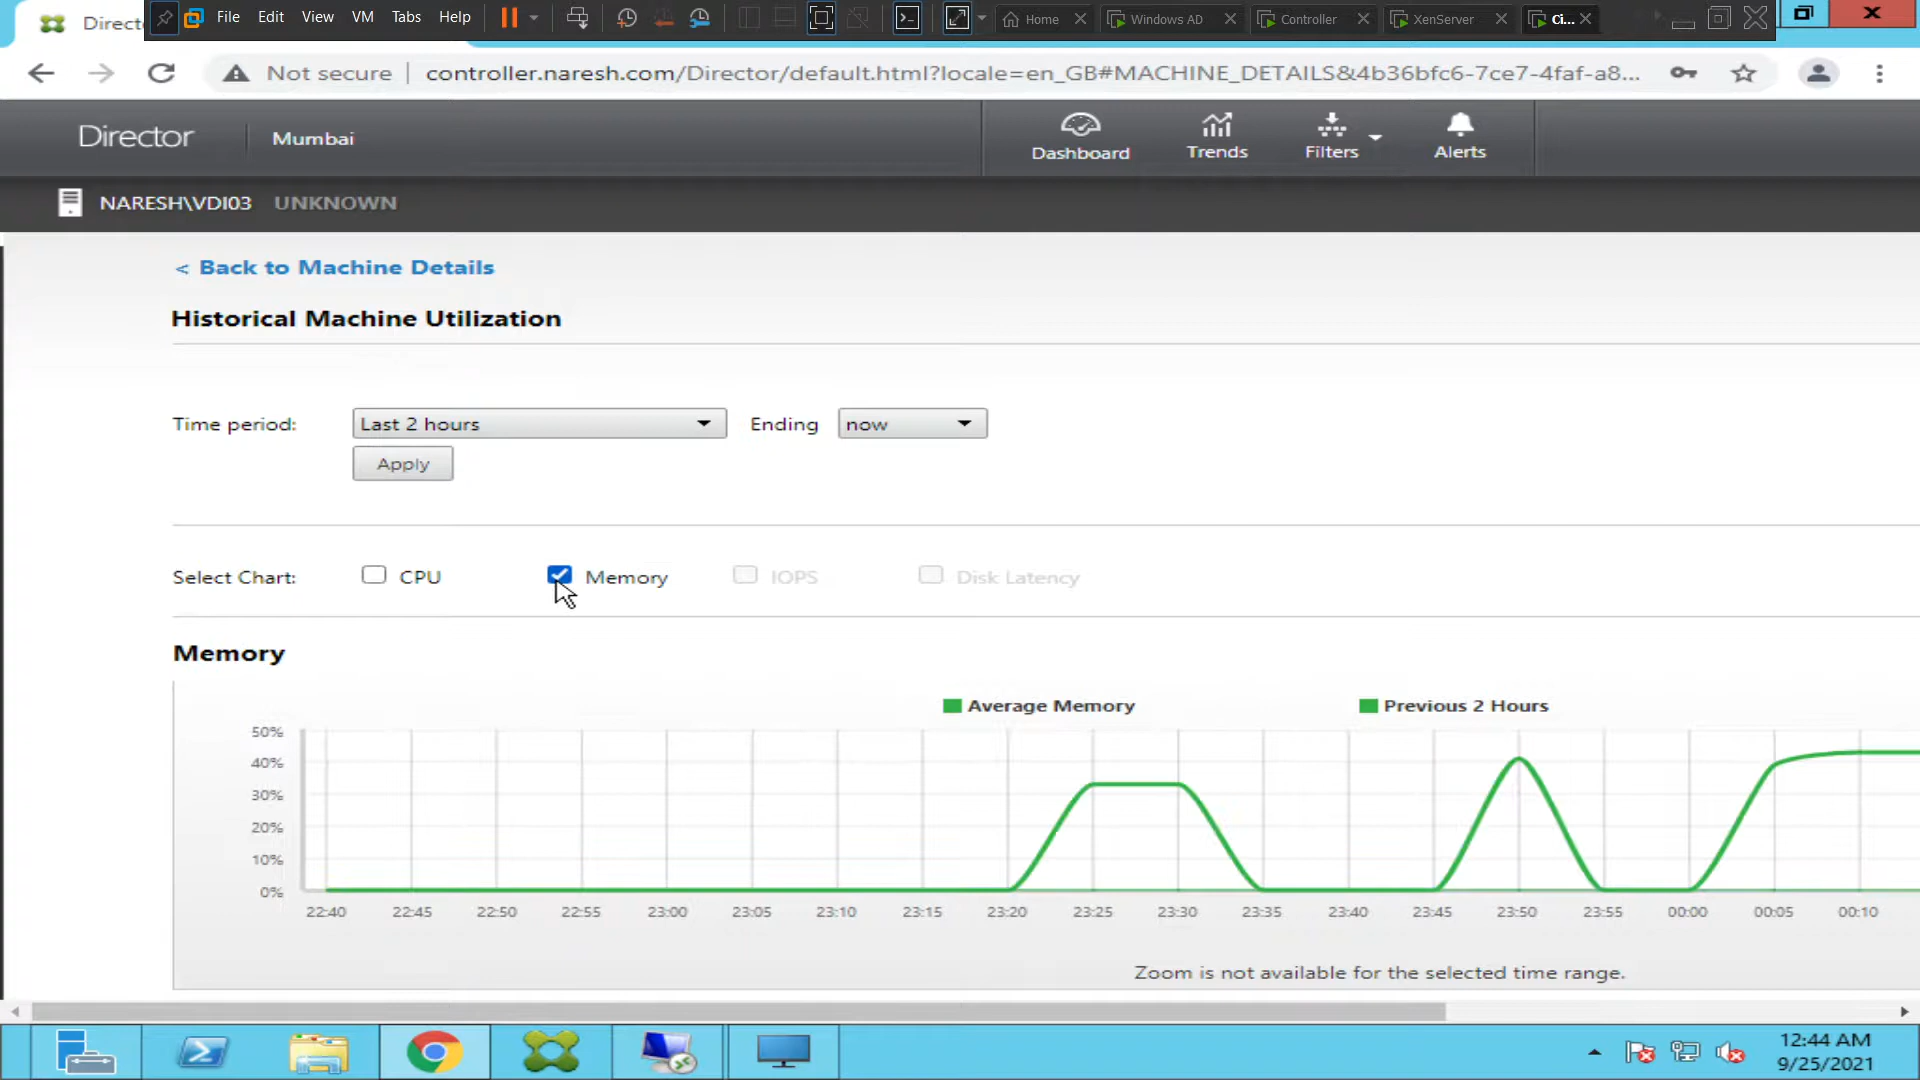 Direct
File Edit View VM Tabs Help
Home
Windows AD
Controller
XenServer
Ci...
Not secure
controller.naresh.com/Director/default.html?locale=en_GB#MACHINE_DETAILS&4b36bfc6-7ce7-4faf-a8...
Director
Mumbai
Dashboard
Trends
Filters
Alerts
NARESH\VDI03 UNKNOWN
< Back to Machine Details
Historical Machine Utilization
Time period: Last 2 hours Ending now
Apply
Select Chart: CPU Memory IOPS Disk Latency
Memory
Average Memory Previous 2 Hours
50%
40%
30%
20%
10%
0%
22:40 22:45 22:50 22:55 23:00 23:05 23:10 23:15 23:20 23:25 23:30 23:35 23:40 23:45 23:50 23:55 00:00 00:05 00:10
Zoom is not available for the selected time range.
12:44 AM
9/25/2021